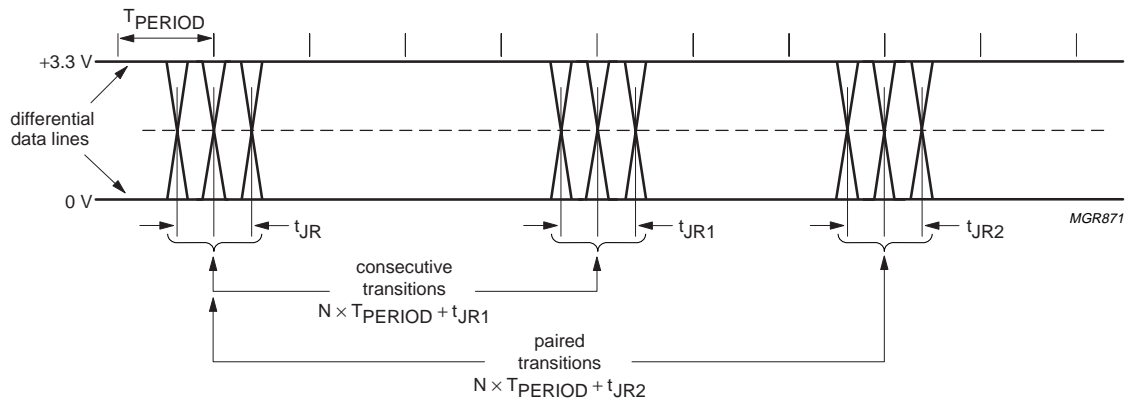 TPERIOD
+3.3 V
differential
data lines
0 V
tJR
tJR1
tJR2
MGR871
consecutive
transitions
N × TPERIOD + tJR1
paired
transitions
N × TPERIOD + tJR2